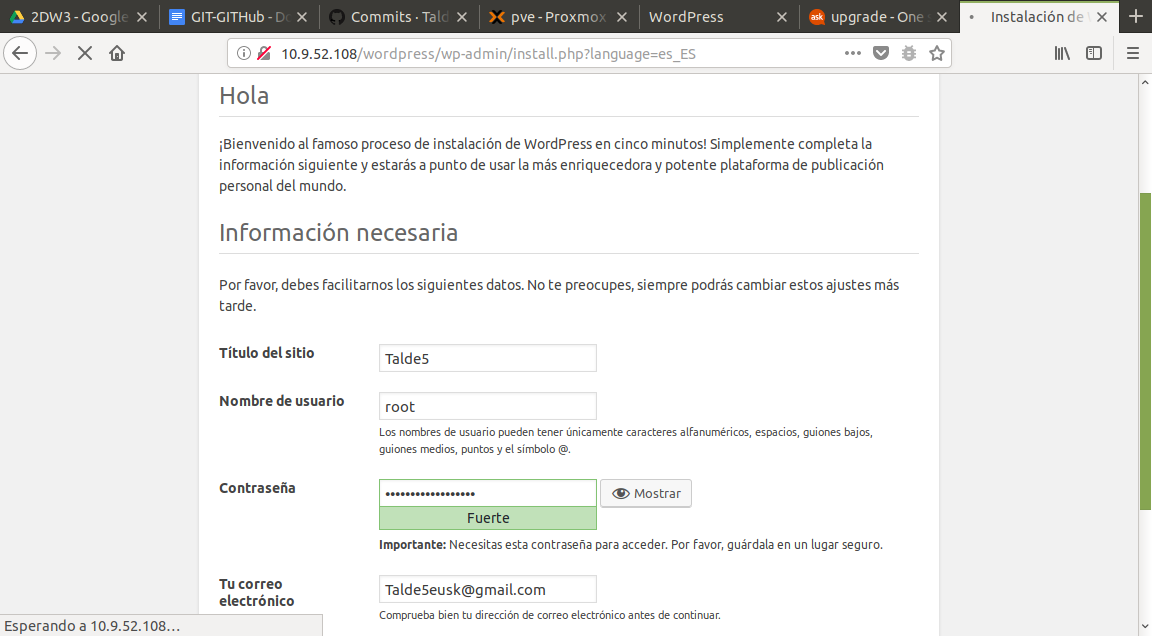 2DW3 - Google
GIT-GITHub - Do
Commits · Tald
pve - Proxmox
WordPress
upgrade - One s
Instalación de W
10.9.52.108/wordpress/wp-admin/install.php?language=es_ES
Hola
¡Bienvenido al famoso proceso de instalación de WordPress en cinco minutos! Simplemente completa la
información siguiente y estarás a punto de usar la más enriquecedora y potente plataforma de publicación
personal del mundo.
Información necesaria
Por favor, debes facilitarnos los siguientes datos. No te preocupes, siempre podrás cambiar estos ajustes más
tarde.
Título del sitio
Talde5
Nombre de usuario
root
Los nombres de usuario pueden tener únicamente caracteres alfanuméricos, espacios, guiones bajos,
guiones medios, puntos y el símbolo @.
Contraseña
••••••••••••••••••
Mostrar
Fuerte
Importante: Necesitas esta contraseña para acceder. Por favor, guárdala en un lugar seguro.
Tu correo
electrónico
Talde5eusk@gmail.com
Comprueba bien tu dirección de correo electrónico antes de continuar.
Esperando a 10.9.52.108…